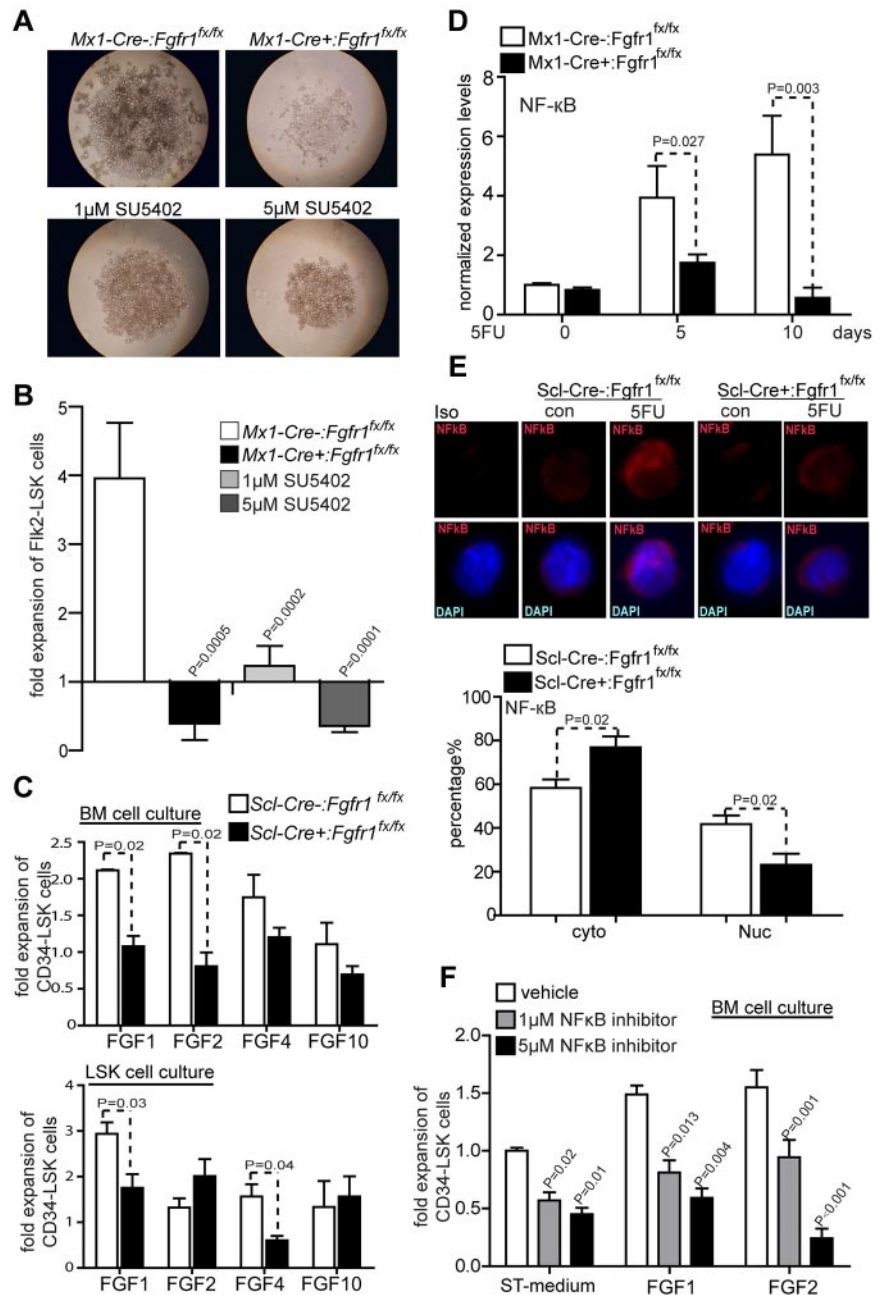 A
Mx1-Cre-:Fgfr1fx/fx Mx1-Cre+:Fgfr1fx/fx
1µM SU5402 5µM SU5402
B
fold expansion of Flk2-LSK cells
5
4
3
2
1
0
Mx1-Cre-:Fgfr1fx/fx
Mx1-Cre+:Fgfr1fx/fx
1µM SU5402
5µM SU5402
P=0.0005
P=0.0002
P=0.0001
C
Scl-Cre-:Fgfr1 fx/fx
Scl-Cre+:Fgfr1fx/fx
BM cell culture
fold expansion of
CD34-LSK cells
2.5
2.0
1.5
1.0
0.5
0
P=0.02
P=0.02
FGF1 FGF2 FGF4 FGF10
LSK cell culture
fold expansion of
CD34-LSK cells
4
3
2
1
0
P=0.03
P=0.04
FGF1 FGF2 FGF4 FGF10
D
Mx1-Cre-:Fgfr1fx/fx
Mx1-Cre+:Fgfr1fx/fx
NF-κB
normalized expression levels
8
6
4
2
0
P=0.027
P=0.003
5FU 0 5 10 days
E
Scl-Cre-:Fgfr1fx/fx Scl-Cre+:Fgfr1fx/fx
Iso con 5FU con 5FU
NFkB NFkB NFkB NFkB NFkB
NFkB NFkB NFkB NFkB NFkB
DAPI DAPI DAPI DAPI DAPI
Scl-Cre-:Fgfr1fx/fx
Scl-Cre+:Fgfr1fx/fx
NF-κB
percentage%
100
80
60
40
20
0
P=0.02
P=0.02
cyto Nuc
F
vehicle
1µM NFκB inhibitor
5µM NFκB inhibitor
BM cell culture
fold expansion of
CD34-LSK cells
2.0
1.5
1.0
0.5
0.0
P=0.02
P=0.01
P=0.013
P=0.004
P=0.001
P<0.001
ST-medium FGF1 FGF2